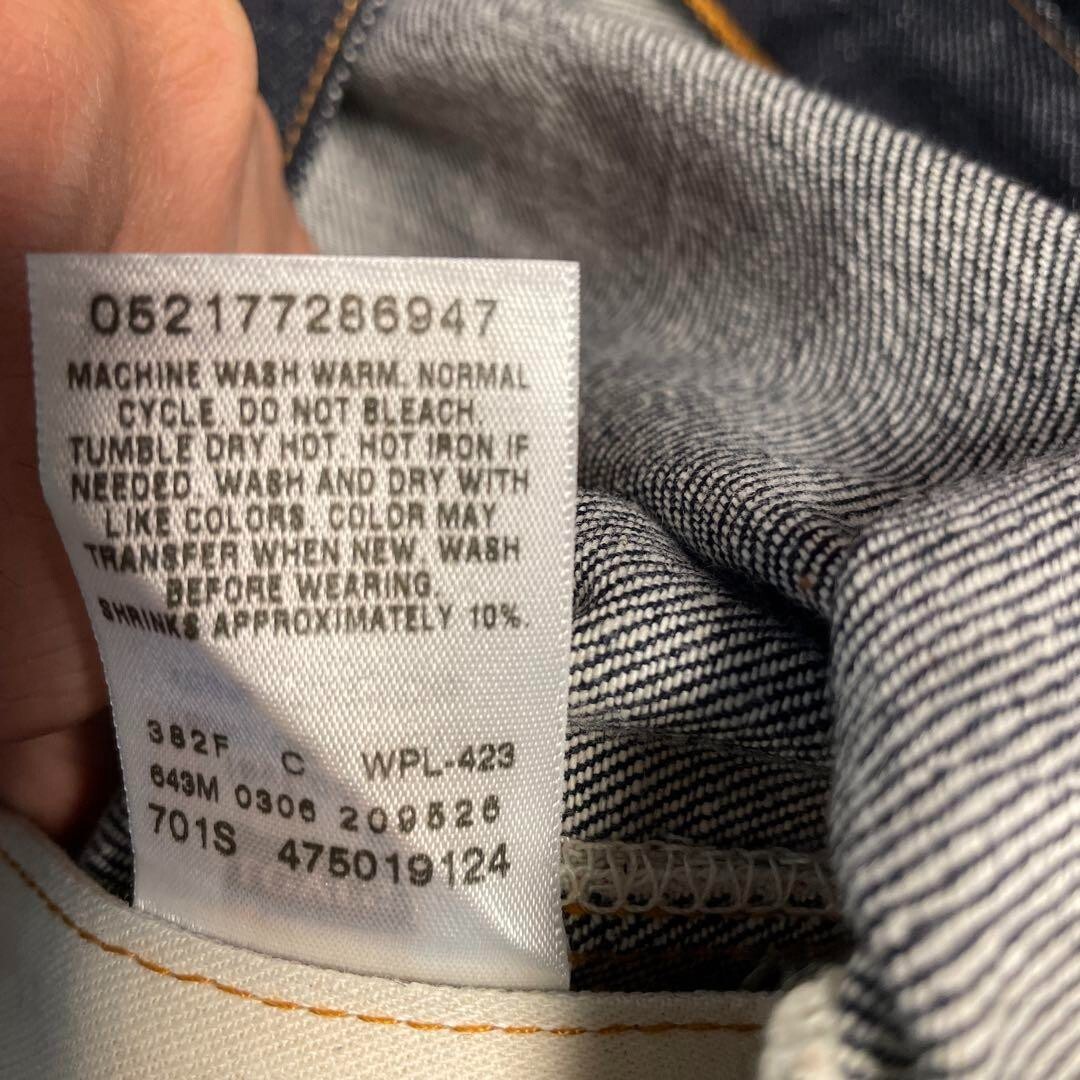 052177286947
MACHINE WASH WARM. NORMAL
CYCLE. DO NOT BLEACH.
TUMBLE DRY HOT. HOT IRON IF
NEEDED. WASH AND DRY WITH
LIKE COLORS. COLOR MAY
TRANSFER WHEN NEW. WASH
BEFORE WEARING.
SHRINKS APPROXIMATELY 10%.
382F C WPL-423
643M 0306 209526
701S 475019124